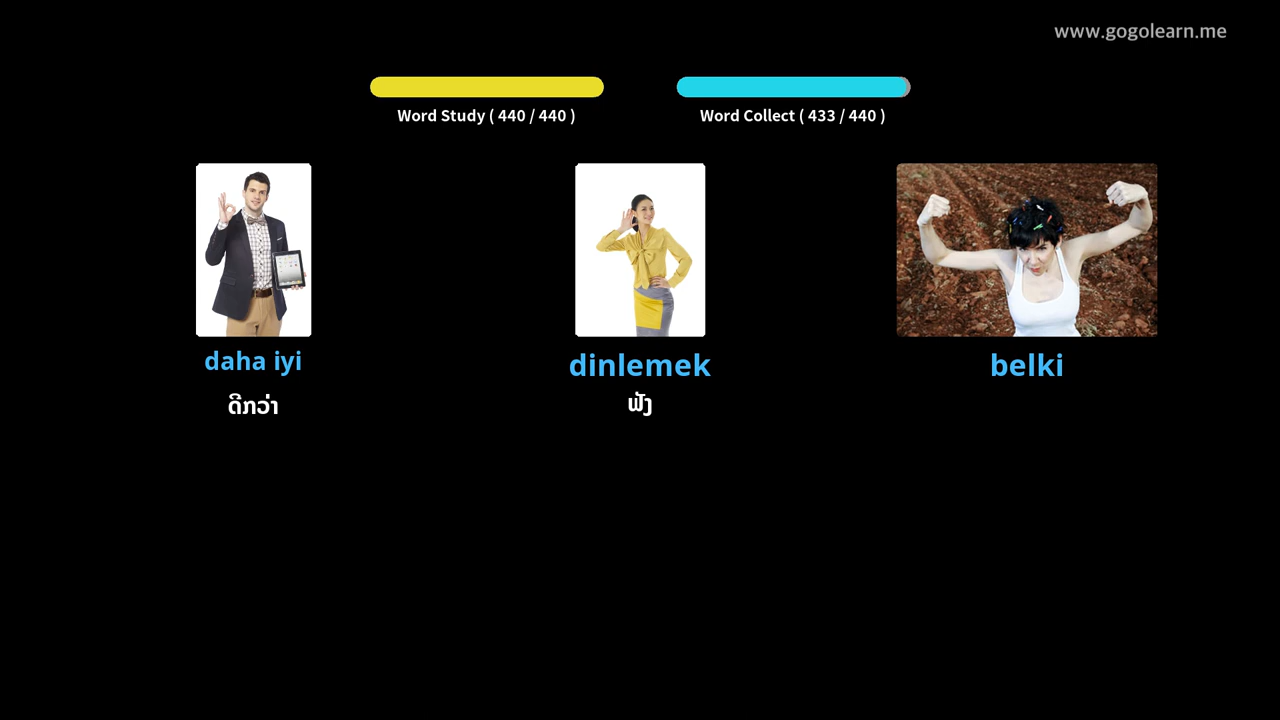 www.gogolearn.me
Word Study ( 440 / 440 )
Word Collect ( 433 / 440 )
daha iyi
dinlemek
belki
ດີກວ່າ
ຟັງ